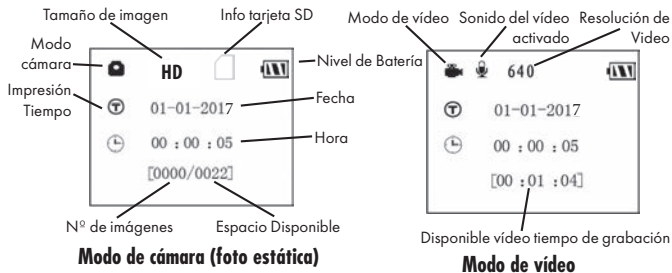 Tamaño de imagen
Info tarjeta SD
Modo cámara
HD
Nivel de Batería
Impresión Tiempo
T
01-01-2017
Fecha
00 : 00 : 05
Hora
[0000/0022]
Nº de imágenes
Espacio Disponible
Modo de cámara (foto estática)
Modo de vídeo
Sonido del vídeo activado
Resolución de Video
640
T
01-01-2017
00 : 00 : 05
[00 :01 :04]
Disponible vídeo tiempo de grabación
Modo de vídeo